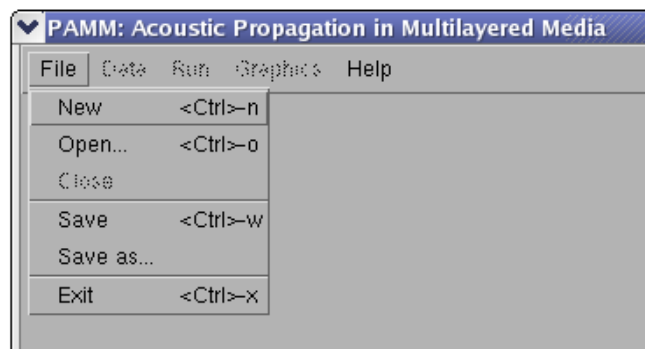 PAMM: Acoustic Propagation in Multilayered Media
File Data Run Graphics Help
New <Ctrl>-n
Open... <Ctrl>-o
Close
Save <Ctrl>-w
Save as...
Exit <Ctrl>-x